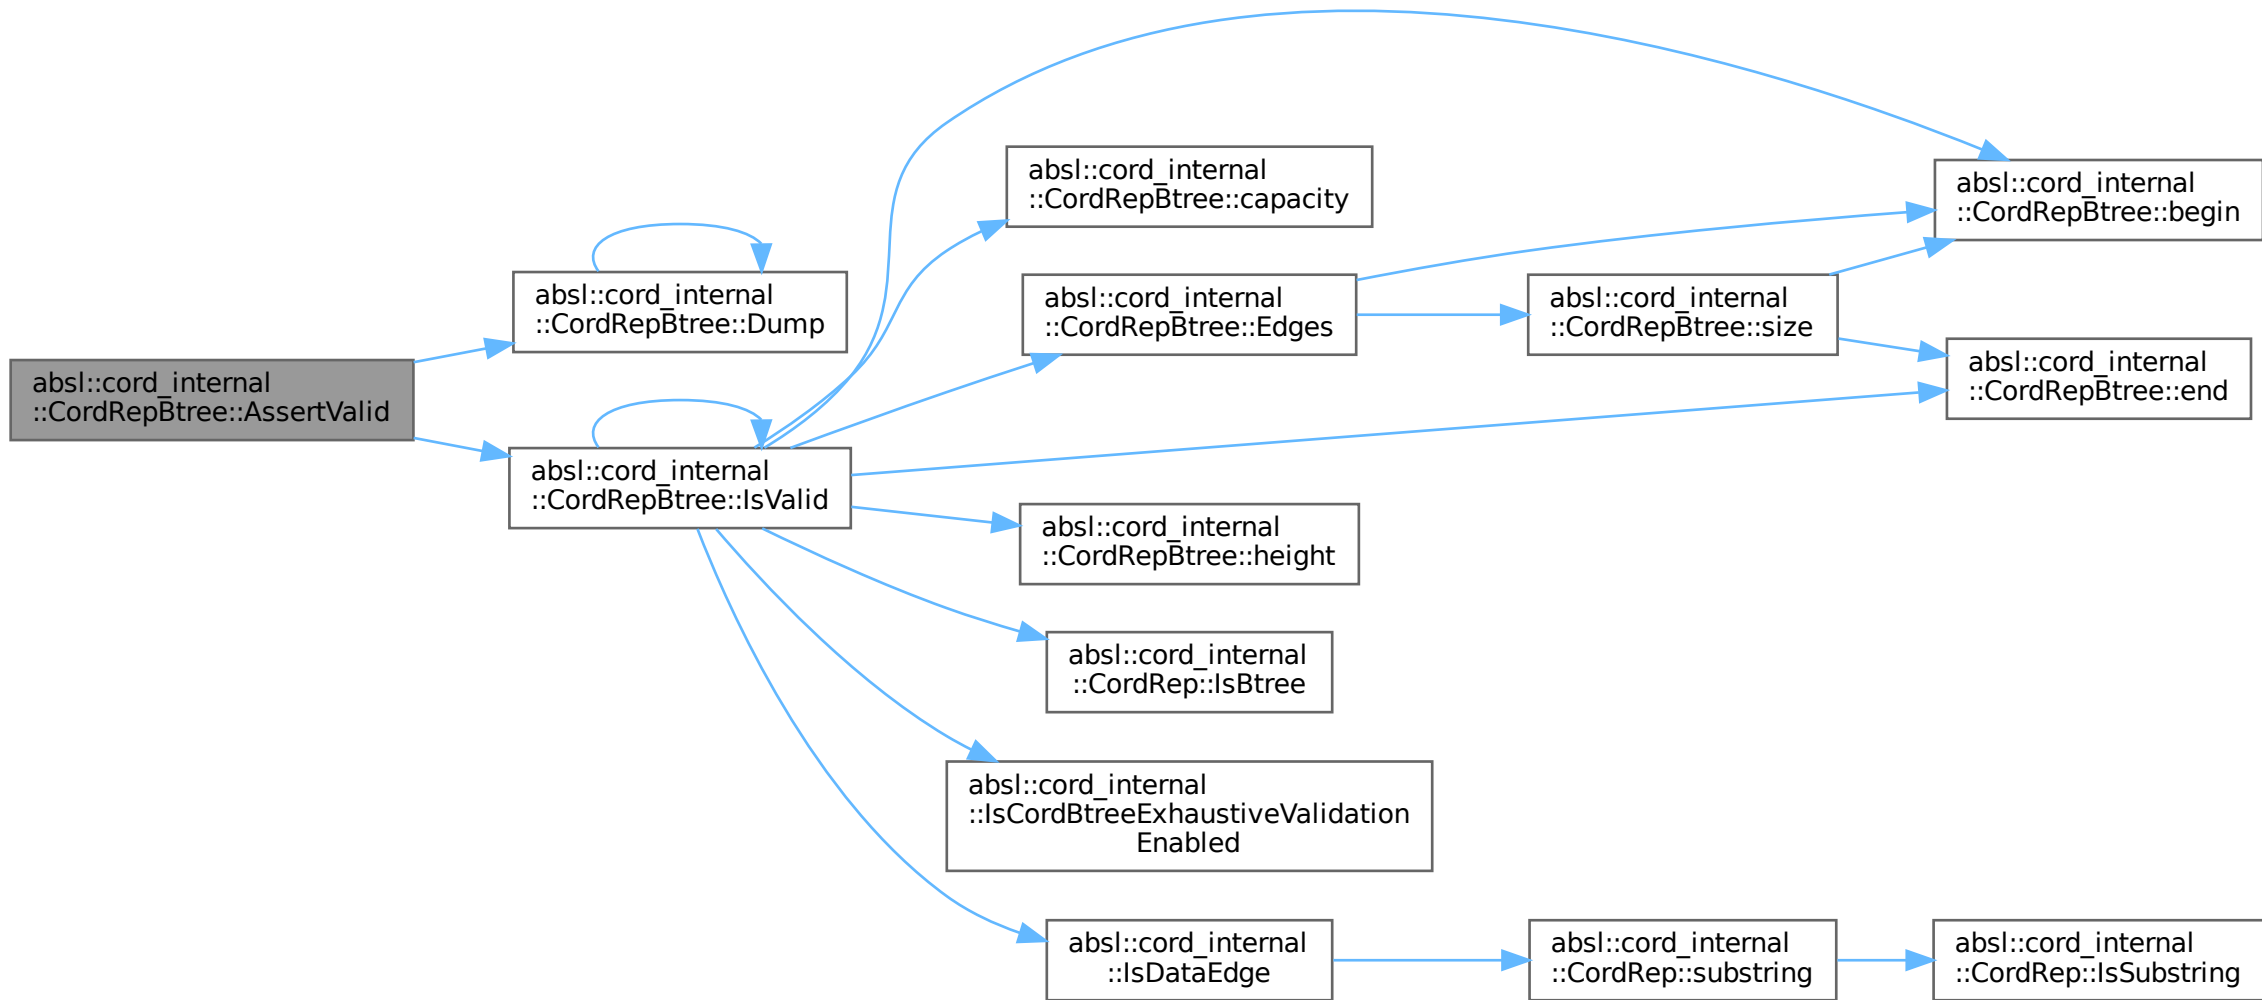 absl::cord_internal
::CordRepBtree::AssertValid
absl::cord_internal
::CordRepBtree::Dump
absl::cord_internal
::CordRepBtree::IsValid
absl::cord_internal
::CordRepBtree::capacity
absl::cord_internal
::CordRepBtree::Edges
absl::cord_internal
::CordRepBtree::size
absl::cord_internal
::CordRepBtree::begin
absl::cord_internal
::CordRepBtree::end
absl::cord_internal
::CordRepBtree::height
absl::cord_internal
::CordRep::IsBtree
absl::cord_internal
::IsCordBtreeExhaustiveValidation
Enabled
absl::cord_internal
::IsDataEdge
absl::cord_internal
::CordRep::substring
absl::cord_internal
::CordRep::IsSubstring